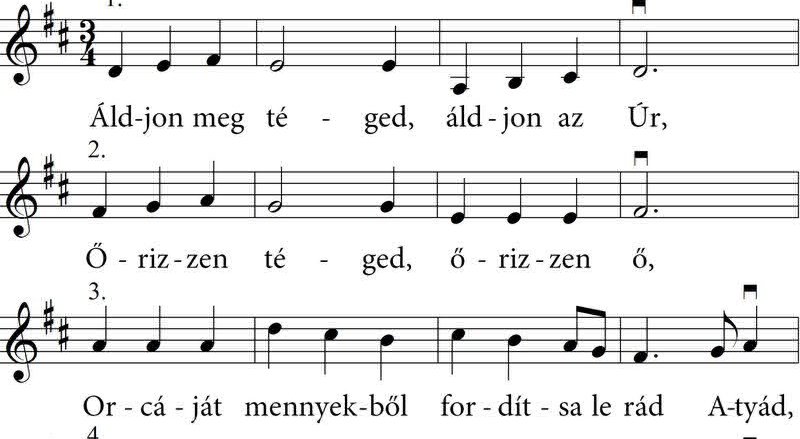 1.
3
4
Áld-jon meg té - ged, áld-jon az Úr,
2.
Ő - riz-zen té - ged, ő - riz-zen ő,
3.
Or-cá-ját mennyek-ből for-dít-sa le rád A-tyád,
4